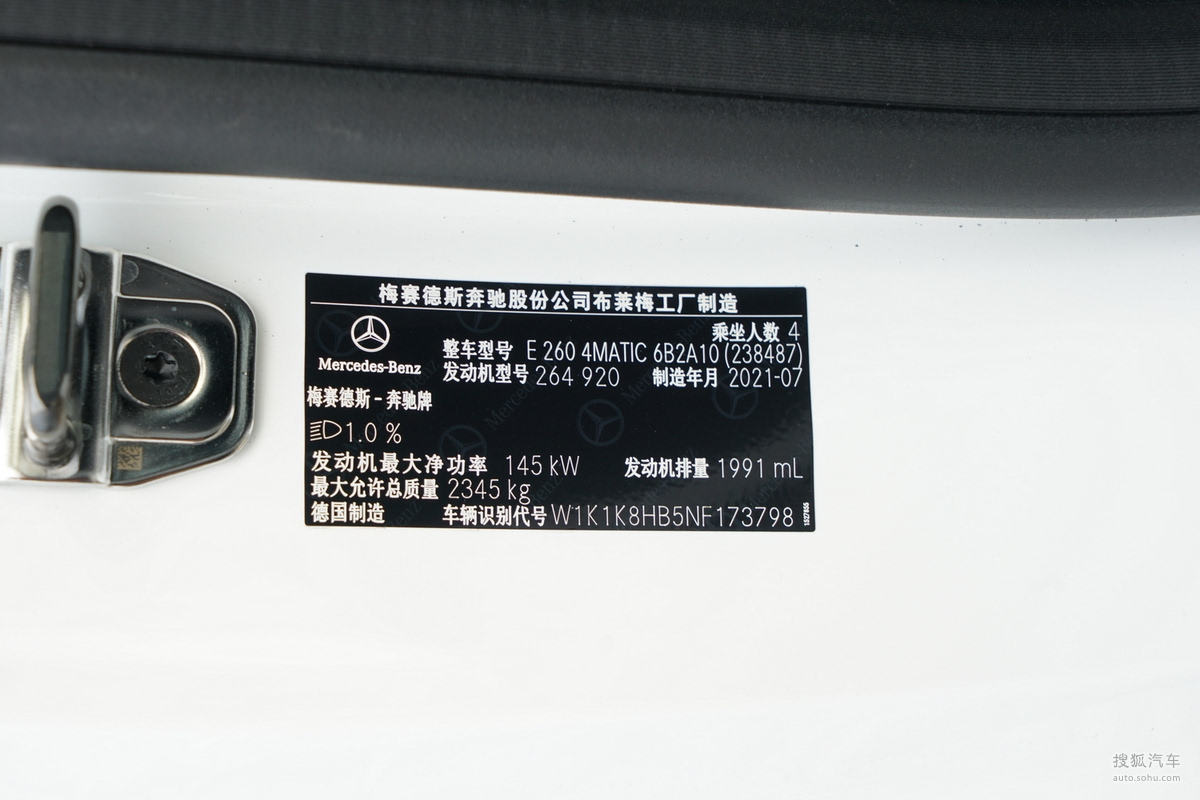 梅赛德斯奔驰股份公司布莱梅工厂制造
乘坐人数 4
Mercedes-Benz
整车型号 E 260 4MATIC 6B2A10 (238487)
发动机型号 264 920 制造年月 2021-07
梅赛德斯-奔驰牌
1.0 %
发动机最大净功率 145 kW 发动机排量 1991 mL
最大允许总质量 2345 kg
德国制造 车辆识别代号 W1K1K8HB5NF173798
搜狐汽车
auto.sohu.com